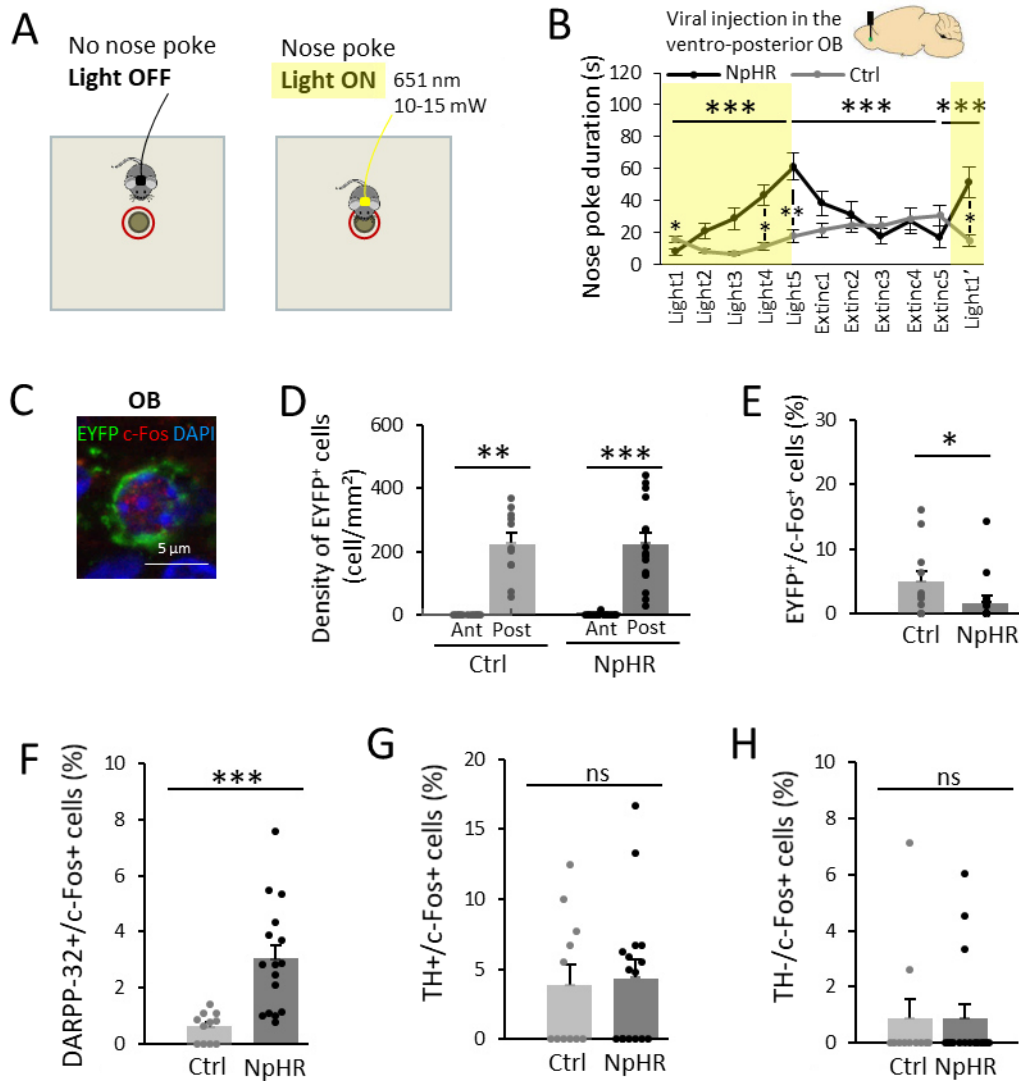 A
No nose poke
Light OFF
Nose poke
Light ON
651 nm
10-15 mW
B
Viral injection in the
ventro-posterior OB
NpHR
Ctrl
Nose poke duration (s)
120
100
80
60
40
20
0
***
***
***
*
*
**
*
Light1
Light2
Light3
Light4
Light5
Extinc1
Extinc2
Extinc3
Extinc4
Extinc5
Light1'
C
OB
EYFP c-Fos DAPI
5 µm
D
Density of EYFP⁺ cells
(cell/mm²)
600
400
200
0
**
***
Ant Post
Ant Post
Ctrl
NpHR
E
EYFP⁺/c-Fos⁺ cells (%)
30
20
10
0
*
Ctrl
NpHR
F
DARPP-32+/c-Fos+ cells (%)
10
8
6
4
2
0
***
Ctrl
NpHR
G
TH+/c-Fos+ cells (%)
20
15
10
5
0
ns
Ctrl
NpHR
H
TH-/c-Fos+ cells (%)
10
8
6
4
2
0
ns
Ctrl
NpHR